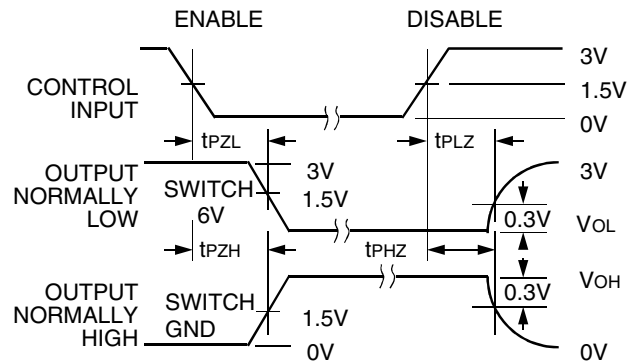 ENABLE DISABLE
3V
CONTROL INPUT 1.5V
0V
tPZL tPLZ
OUTPUT NORMALLY LOW 3V 3V
SWITCH 6V 1.5V
0.3V VOL
tPZH tPHZ
VOH
OUTPUT NORMALLY HIGH SWITCH GND 0.3V
1.5V
0V 0V